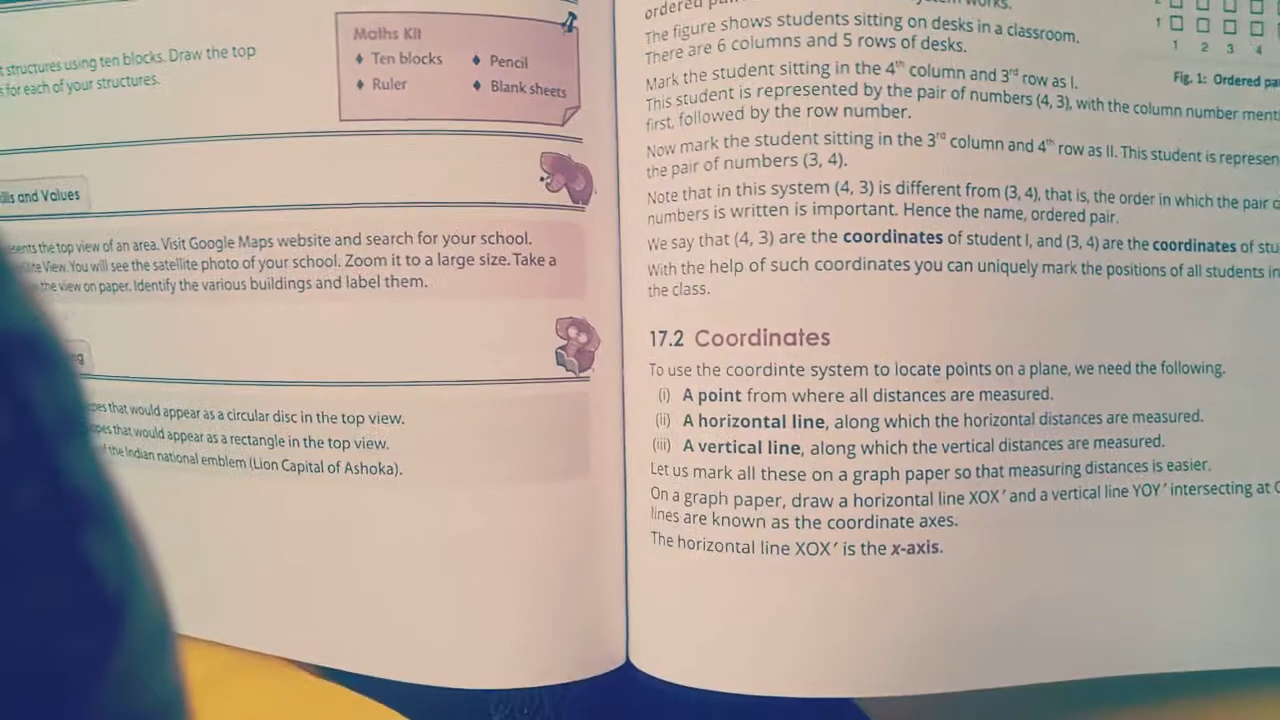 t structures using ten blocks. Draw the top
s for each of your structures.
Maths Kit
♦ Ten blocks ♦ Pencil
♦ Ruler ♦ Blank sheets
ills and Values
sents the top view of an area. Visit Google Maps website and search for your school.
View. You will see the satellite photo of your school. Zoom it to a large size. Take a
the view on paper. Identify the various buildings and label them.
g
pes that would appear as a circular disc in the top view.
pes that would appear as a rectangle in the top view.
f the Indian national emblem (Lion Capital of Ashoka).
ordered
works.
The figure shows students sitting on desks in a classroom.
There are 6 columns and 5 rows of desks.
1
1 2 3 4
Fig. 1: Ordered pa
Mark the student sitting in the 4th column and 3rd row as I.
This student is represented by the pair of numbers (4, 3), with the column number ment
first, followed by the row number.
Now mark the student sitting in the 3rd column and 4th row as II. This student is represen
the pair of numbers (3, 4).
Note that in this system (4, 3) is different from (3, 4), that is, the order in which the pair o
numbers is written is important. Hence the name, ordered pair.
We say that (4, 3) are the coordinates of student I, and (3, 4) are the coordinates of stu
With the help of such coordinates you can uniquely mark the positions of all students in
the class.
17.2 Coordinates
To use the coordinte system to locate points on a plane, we need the following.
(i) A point from where all distances are measured.
(ii) A horizontal line, along which the horizontal distances are measured.
(iii) A vertical line, along which the vertical distances are measured.
Let us mark all these on a graph paper so that measuring distances is easier.
On a graph paper, draw a horizontal line XOX′ and a vertical line YOY′ intersecting at
lines are known as the coordinate axes.
The horizontal line XOX′ is the x-axis.